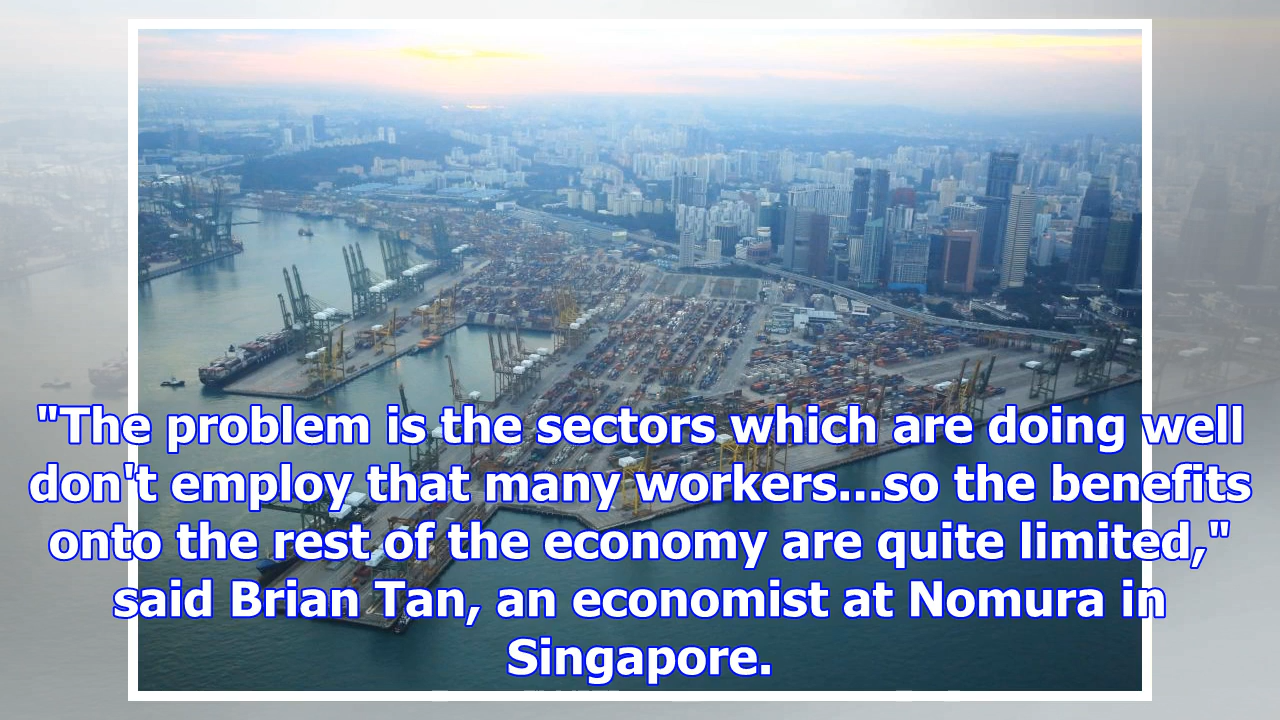 "The problem is the sectors which are doing well
don't employ that many workers...so the benefits
onto the rest of the economy are quite limited,"
said Brian Tan, an economist at Nomura in
Singapore.